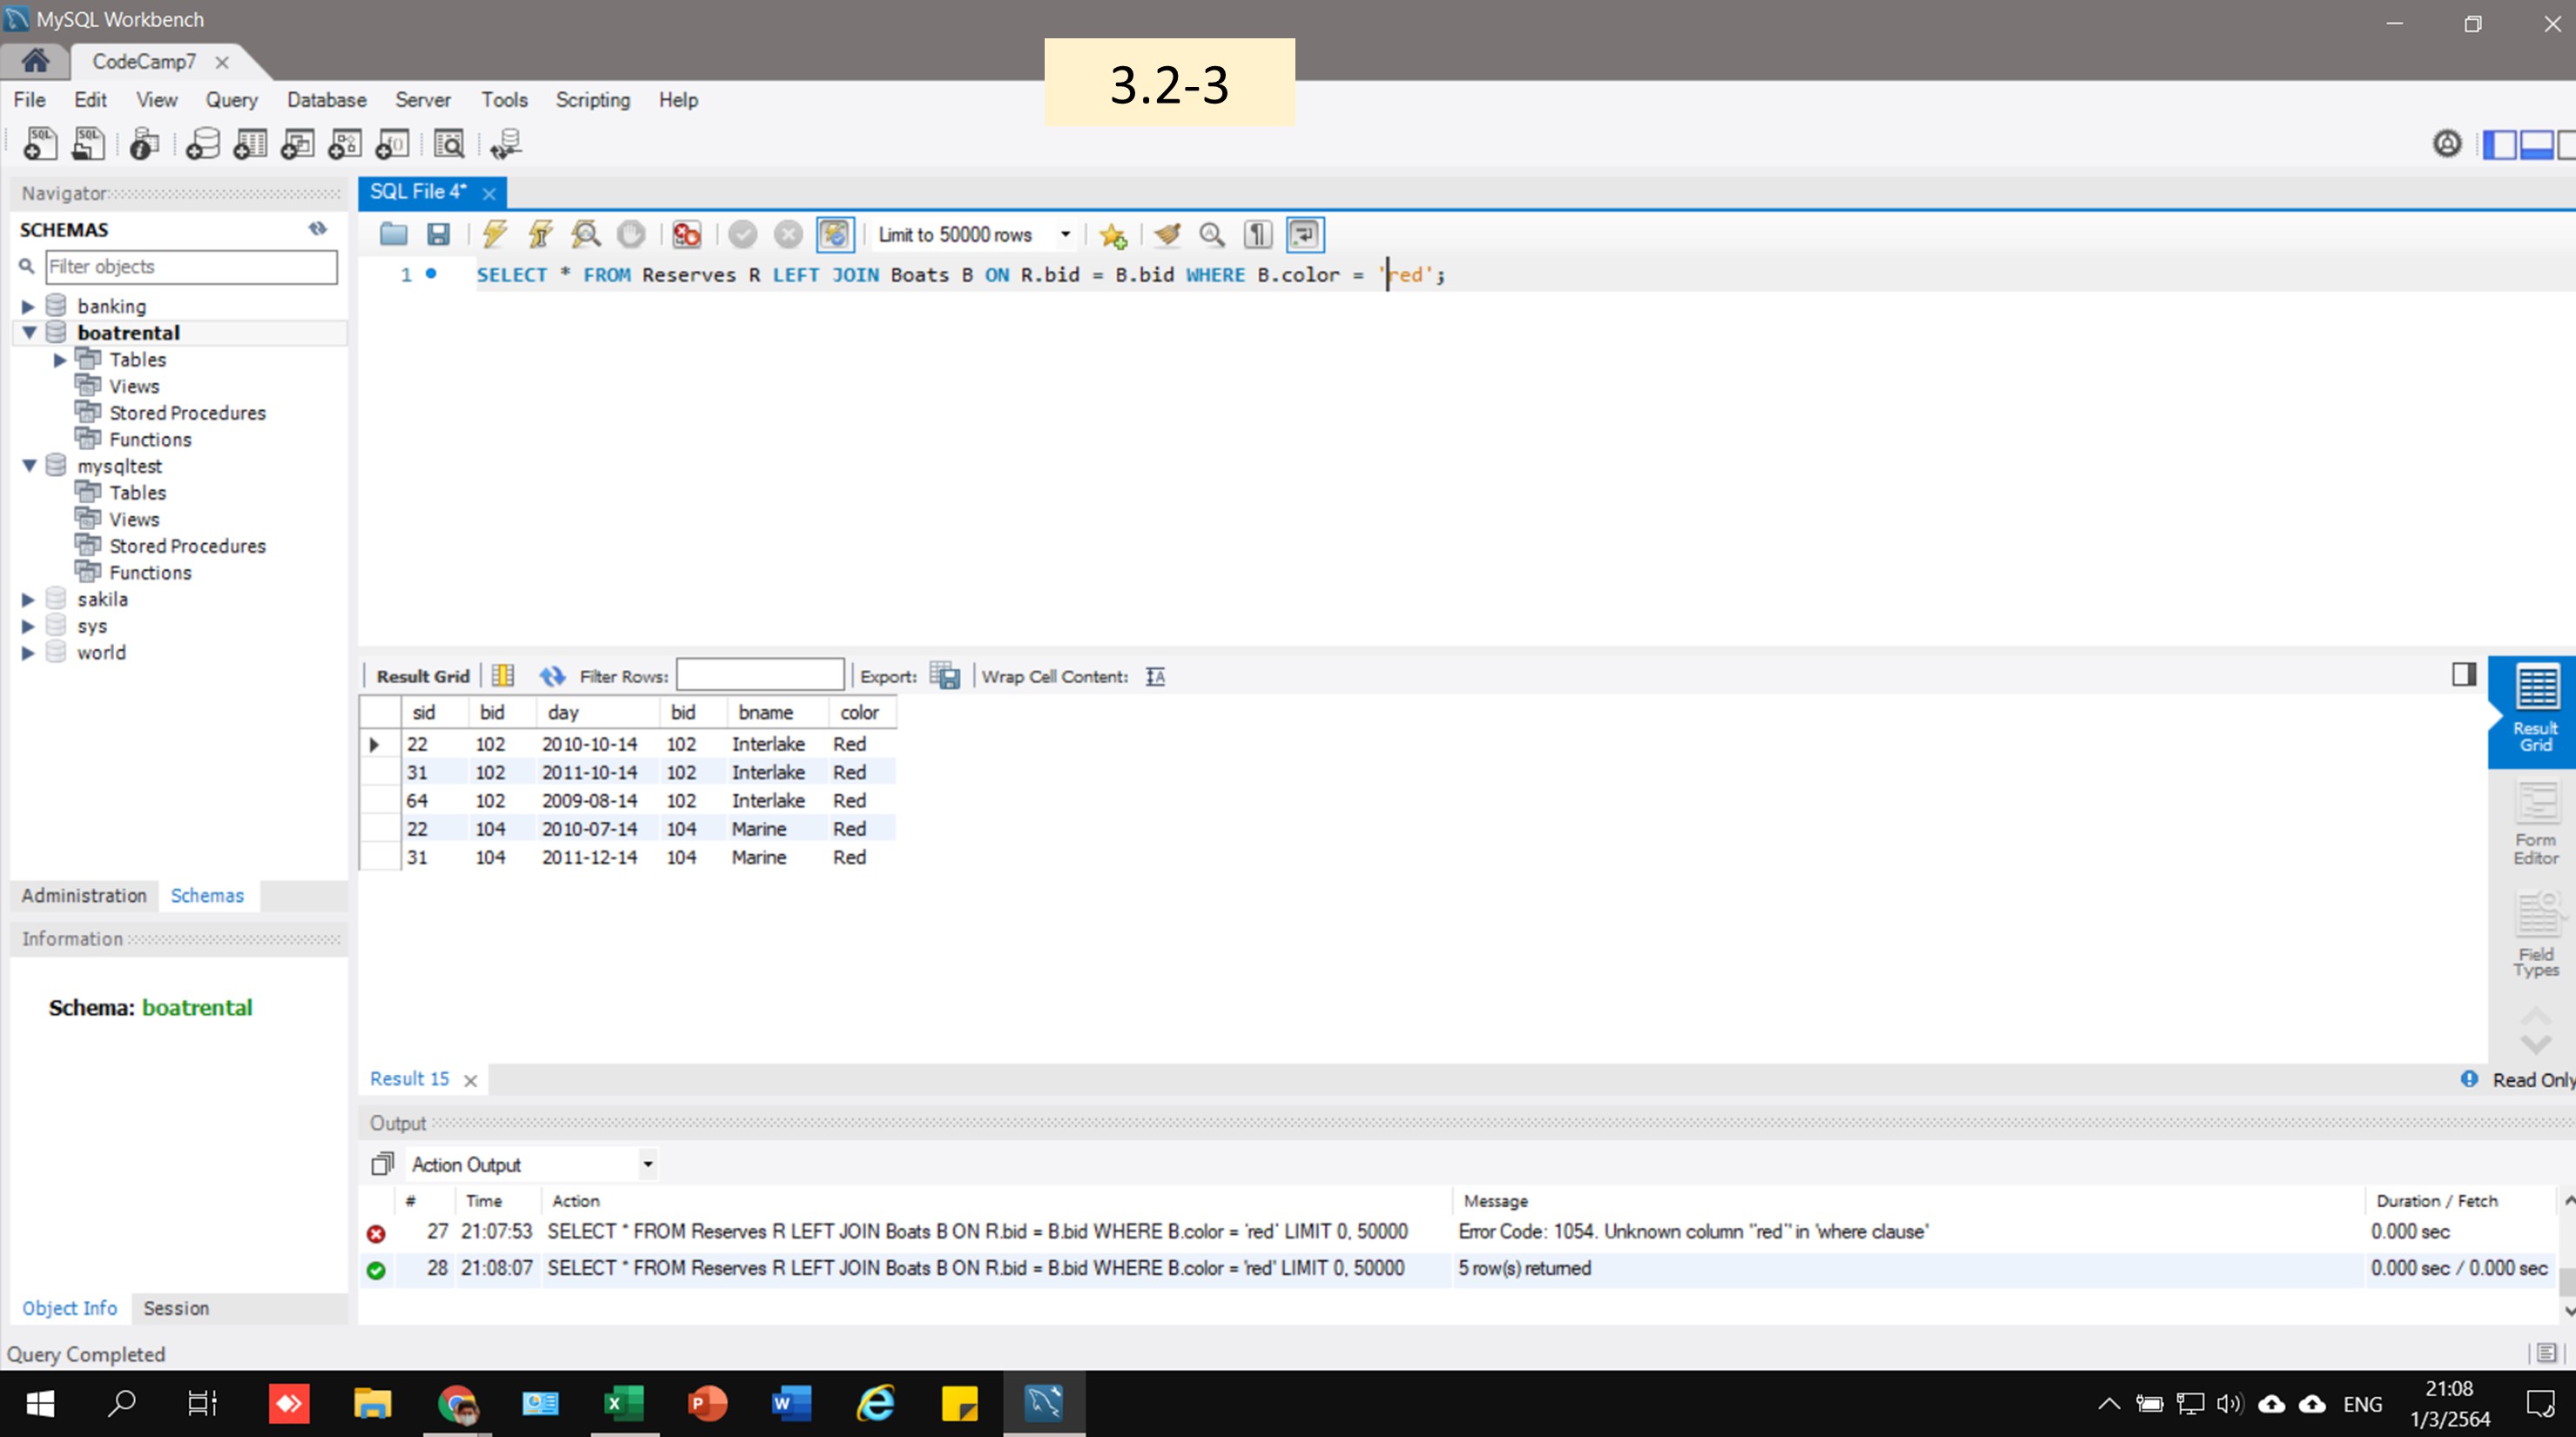 MySQL Workbench
CodeCamp7
3.2-3
File Edit View Query Database Server Tools Scripting Help
Navigator
SCHEMAS
Filter objects
banking
boatrental
Tables
Views
Stored Procedures
Functions
mysqltest
Tables
Views
Stored Procedures
Functions
sakila
sys
world
Administration Schemas
Information
Schema: boatrental
Object Info Session
SQL File 4*
Limit to 50000 rows
1 SELECT * FROM Reserves R LEFT JOIN Boats B ON R.bid = B.bid WHERE B.color = 'red';
Result Grid Filter Rows: Export: Wrap Cell Content:
sid bid day bid bname color
22 102 2010-10-14 102 Interlake Red
31 102 2011-10-14 102 Interlake Red
64 102 2009-08-14 102 Interlake Red
22 104 2010-07-14 104 Marine Red
31 104 2011-12-14 104 Marine Red
Result
Grid
Form
Editor
Field
Types
Result 15
Read Only
Output
Action Output
# Time Action Message Duration / Fetch
27 21:07:53 SELECT * FROM Reserves R LEFT JOIN Boats B ON R.bid = B.bid WHERE B.color = ‘red’ LIMIT 0, 50000 Error Code: 1054. Unknown column '‘red’' in 'where clause' 0.000 sec
28 21:08:07 SELECT * FROM Reserves R LEFT JOIN Boats B ON R.bid = B.bid WHERE B.color = 'red' LIMIT 0, 50000 5 row(s) returned 0.000 sec / 0.000 sec
Query Completed
ENG
21:08
1/3/2564